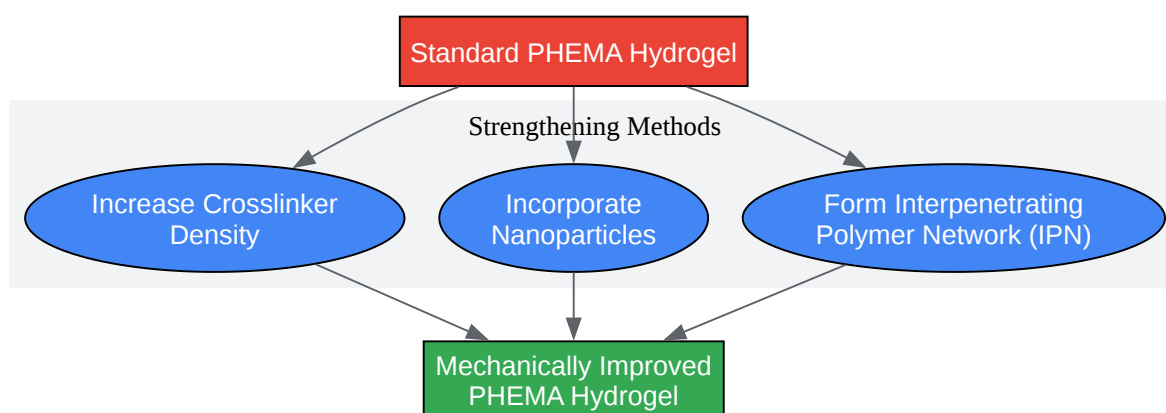 Standard PHEMA Hydrogel
Strengthening Methods
Increase Crosslinker
Density
Incorporate
Nanoparticles
Form Interpenetrating
Polymer Network (IPN)
Mechanically Improved
PHEMA Hydrogel